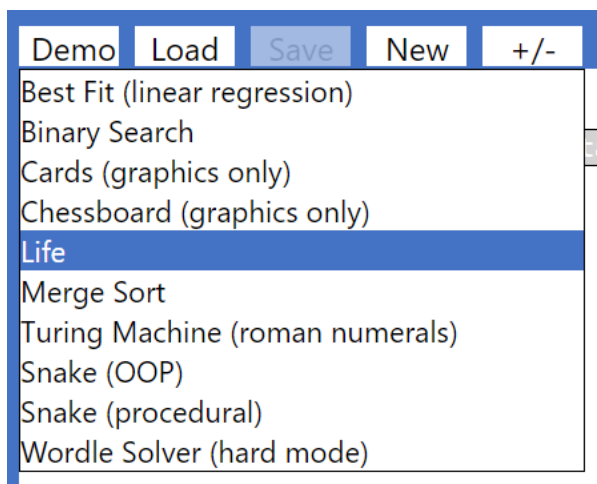 Demo Load Save New +/-
Best Fit (linear regression)
Binary Search
Cards (graphics only)
Chessboard (graphics only)
Life
Merge Sort
Turing Machine (roman numerals)
Snake (OOP)
Snake (procedural)
Wordle Solver (hard mode)